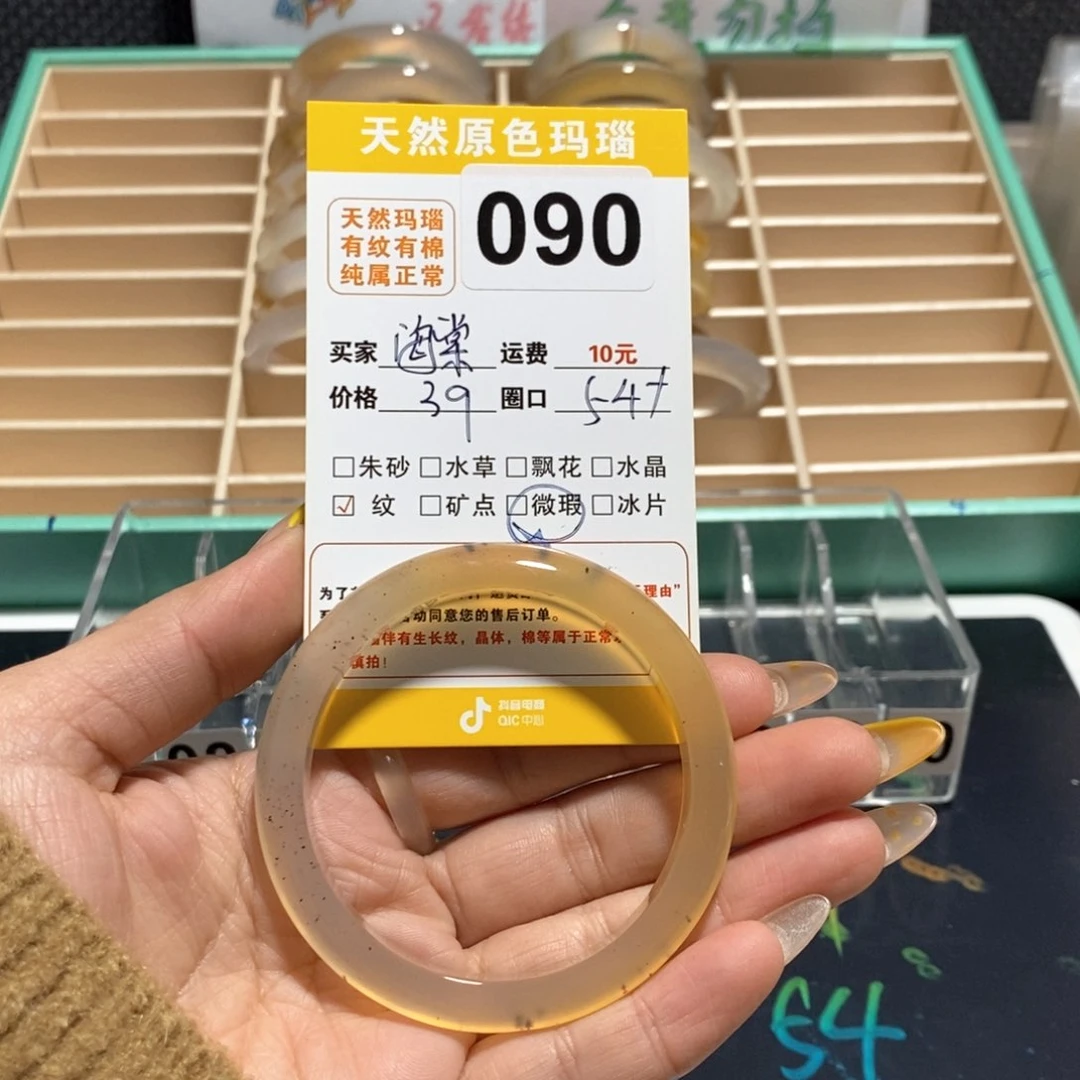 天然原色玛瑙
090
天然玛瑙
有纹有棉
纯属正常
买家 海棠 运费 10元
价格 39 圈口 54+
□朱砂 □水草 □飘花 □水晶
☑ 纹 □矿点 □微瑕 □冰片
为了
理由”
动同意您的售后订单。
伴有生长纹，晶体，棉等属于正常
慎拍！
抖音电商
QIC中心
54